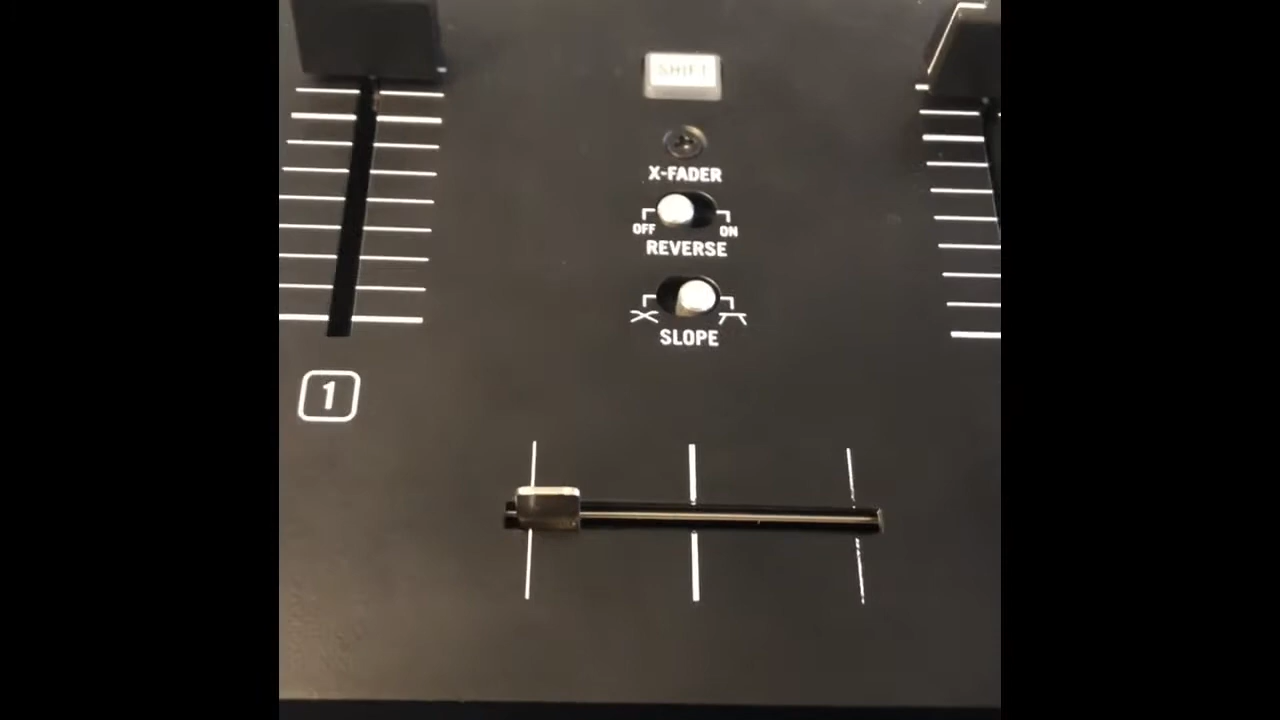 SHIFT
X-FADER
OFF ON
REVERSE
SLOPE
1